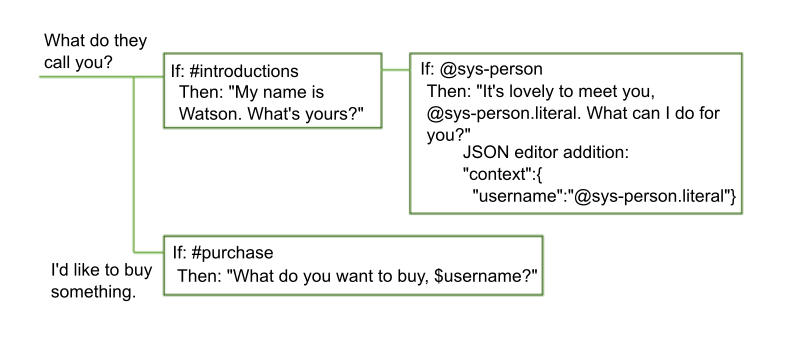 What do they
call you?
If: #introductions
Then: "My name is
Watson. What's yours?"
If: @sys-person
Then: "It's lovely to meet you,
@sys-person.literal. What can I do for
you?"
JSON editor addition:
"context":{
"username":"@sys-person.literal"}
I'd like to buy
something.
If: #purchase
Then: "What do you want to buy, $username?"